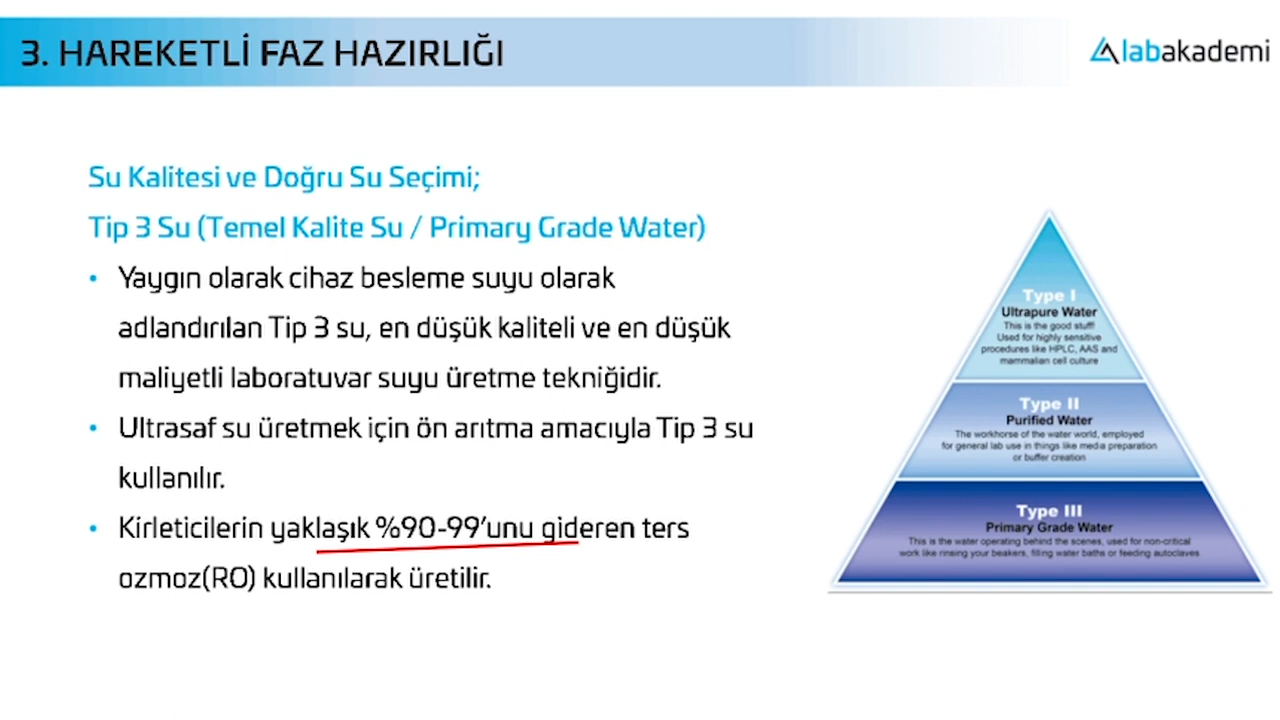 3. HAREKETLİ FAZ HAZIRLIĞI
labakademi
Su Kalitesi ve Doğru Su Seçimi;
Tip 3 Su (Temel Kalite Su / Primary Grade Water)
• Yaygın olarak cihaz besleme suyu olarak
adlandırılan Tip 3 su, en düşük kaliteli ve en düşük
maliyetli laboratuvar suyu üretme tekniğidir.
• Ultrasaf su üretmek için ön arıtma amacıyla Tip 3 su
kullanılır.
• Kirleticilerin yaklaşık %90-99’unu gideren ters
ozmoz(RO) kullanılarak üretilir.
Type I
Ultrapure Water
This is the good stuff!
Used for highly sensitive
procedures like HPLC, AAS and
mammalian cell culture
Type II
Purified Water
The workhorse of the water world, employed
for general lab use in things like media preparation
or buffer creation
Type III
Primary Grade Water
This is the water operating behind the scenes, used for non-critical
work like rinsing your beakers, filling water baths or feeding autoclaves